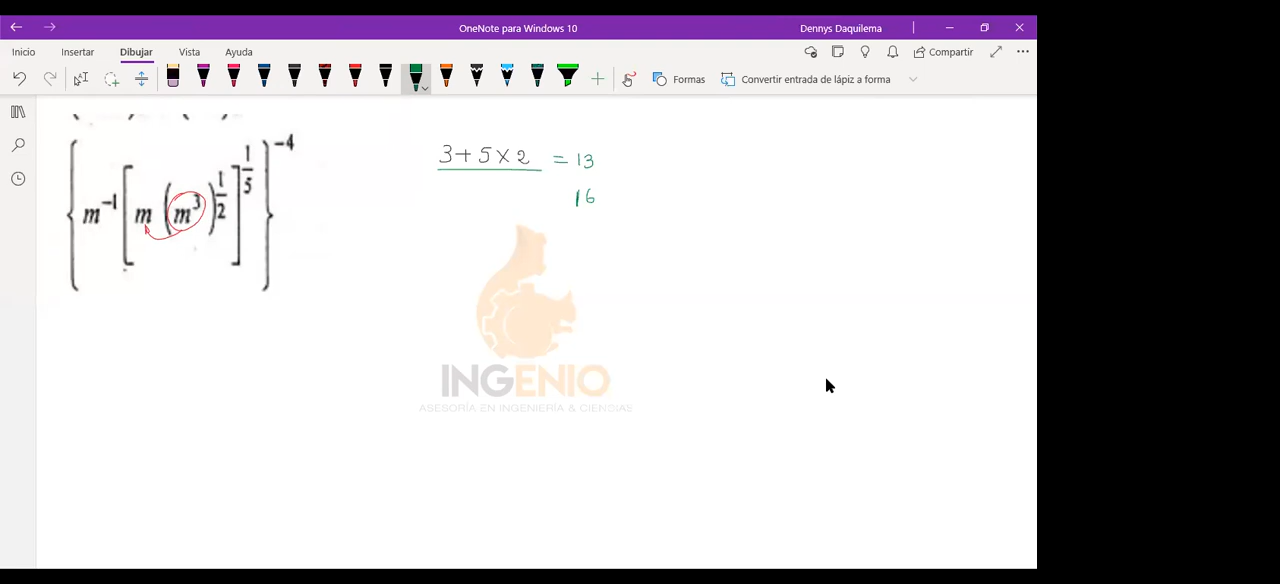 OneNote para Windows 10
Dennys Daquilema
Inicio Insertar Dibujar Vista Ayuda
Compartir
Formas
Convertir entrada de lápiz a forma
{m⁻¹[m(m³)^(1/2)]^(1/5)}⁻⁴
3+5×2 = 13
16
INGENIO
ASESORÍA EN INGENIERÍA & CIENCIAS